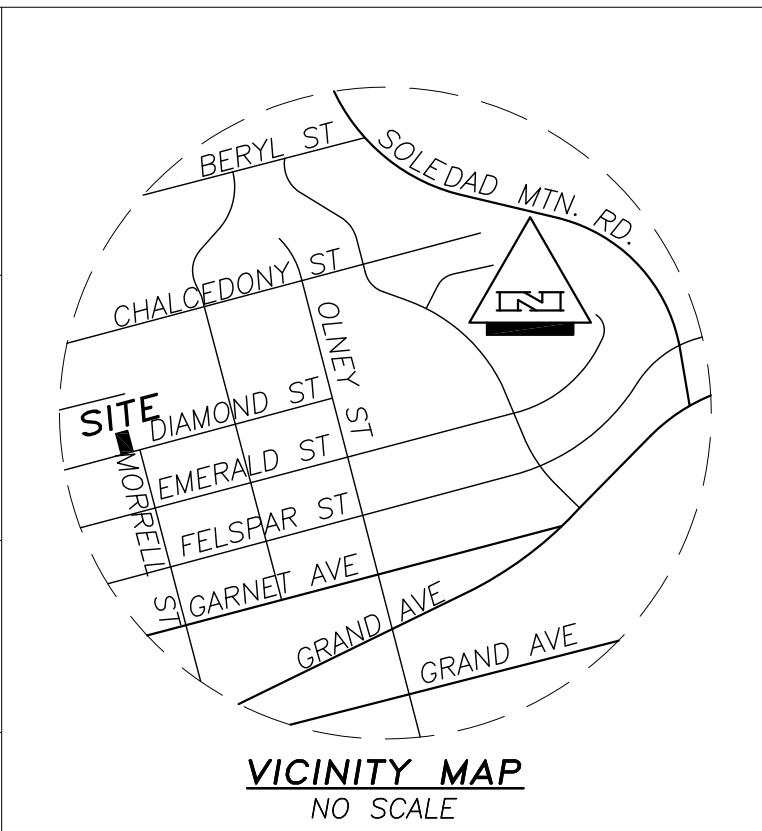 BERYL ST
SOLEDAD MTN. RD.
N
CHALCEDONY ST
OLNEY ST
SITE
DIAMOND ST
MORRELL ST
EMERALD ST
FELSPAR ST
GARNET AVE
GRAND AVE
GRAND AVE
VICINITY MAP
NO SCALE